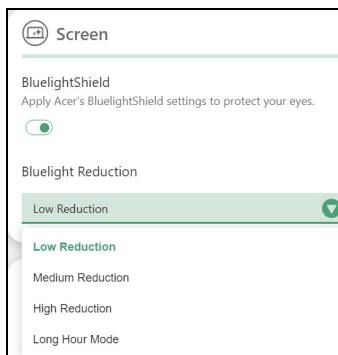 Screen
BluelightShield
Apply Acer's BluelightShield settings to protect your eyes.
Bluelight Reduction
Low Reduction
Low Reduction
Medium Reduction
High Reduction
Long Hour Mode